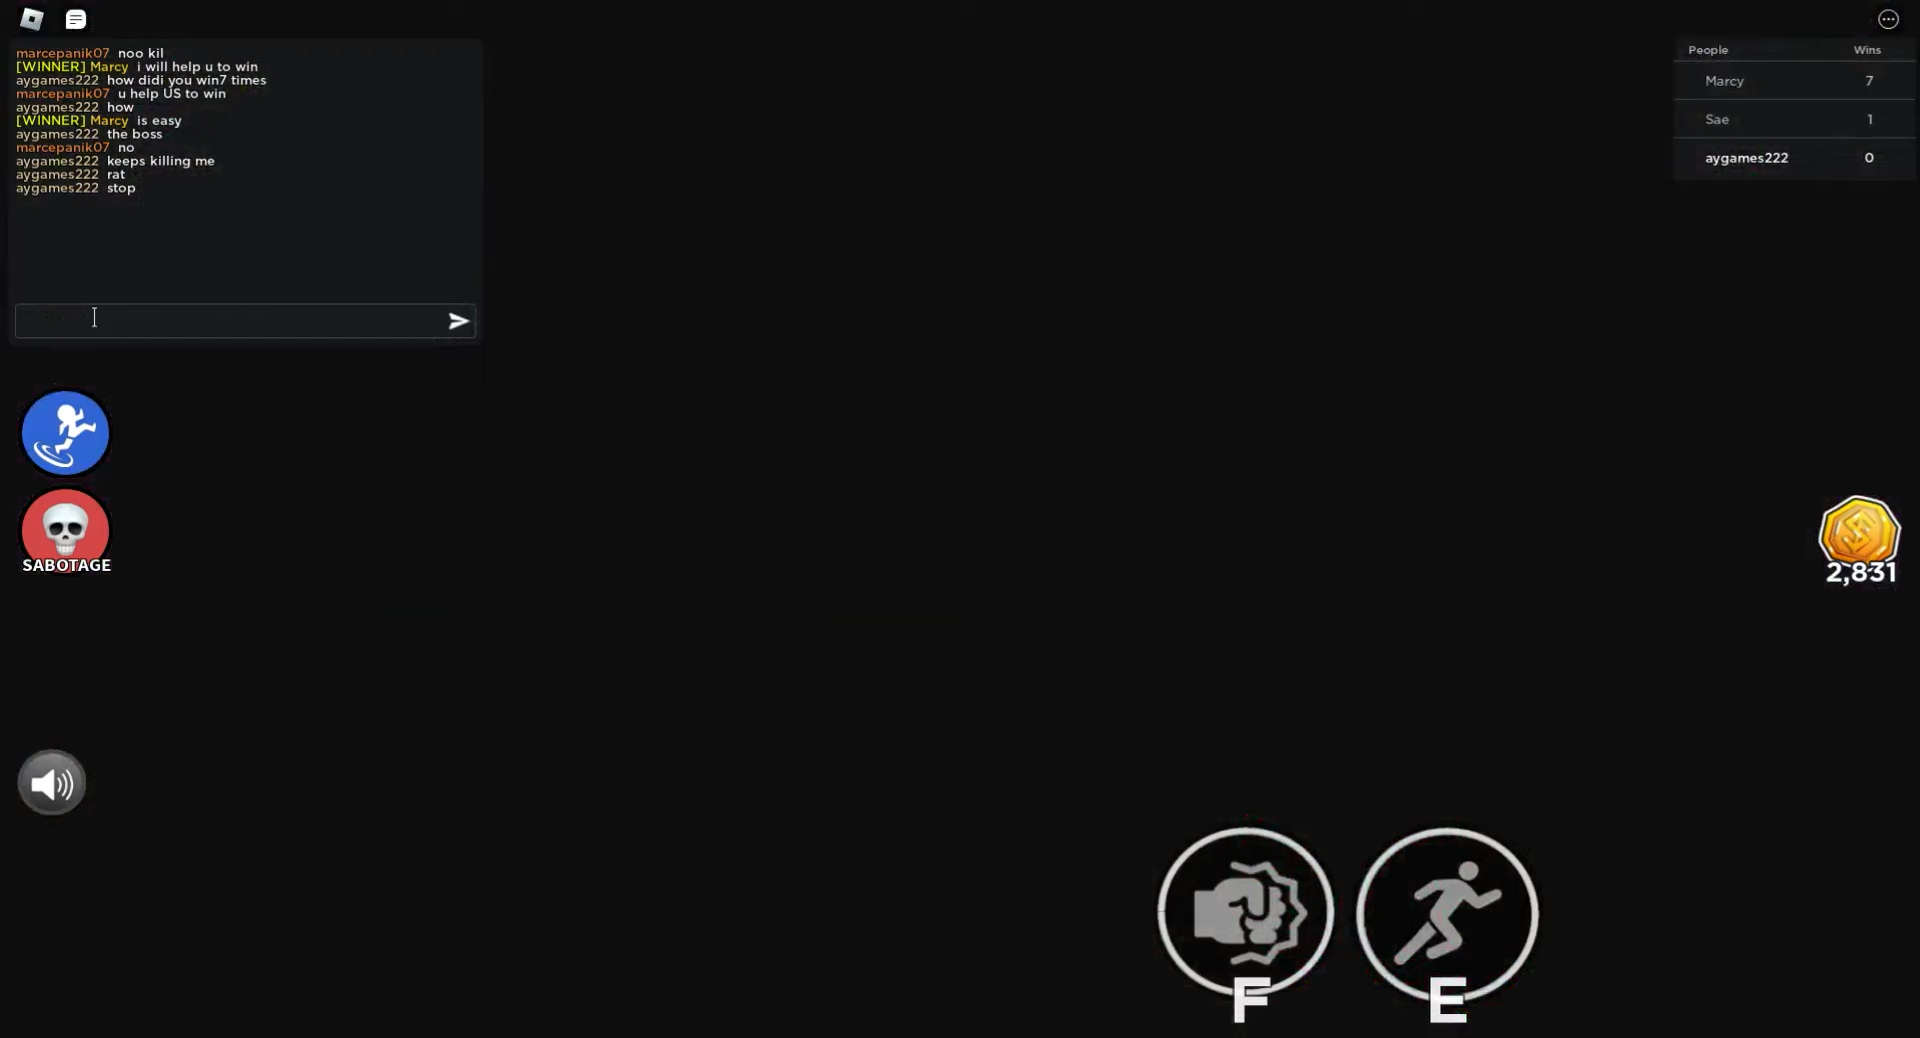 marcepanik07 noo kil
[WINNER] Marcy i will help u to win
aygames222 how didi you win7 times
marcepanik07 u help US to win
aygames222 how
[WINNER] Marcy is easy
aygames222 the boss
marcepanik07 no
aygames222 keeps killing me
aygames222 rat
aygames222 stop
People Wins
Marcy 7
Sae 1
aygames222 0
SABOTAGE
2,831
F
E